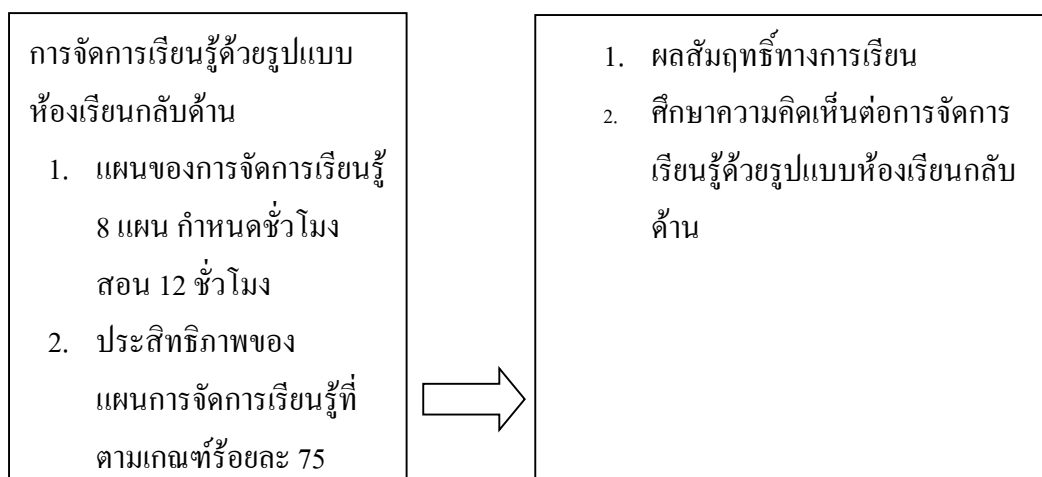 การจัดการเรียนรู้ด้วยรูปแบบ
ห้องเรียนกลับด้าน
1. แผนของการจัดการเรียนรู้
8 แผน กำหนดชั่วโมง
สอน 12 ชั่วโมง
2. ประสิทธิภาพของ
แผนการจัดการเรียนรู้ที่
ตามเกณฑ์ร้อยละ 75
1. ผลสัมฤทธิ์ทางการเรียน
2. ศึกษาความคิดเห็นต่อการจัดการ
เรียนรู้ด้วยรูปแบบห้องเรียนกลับ
ด้าน